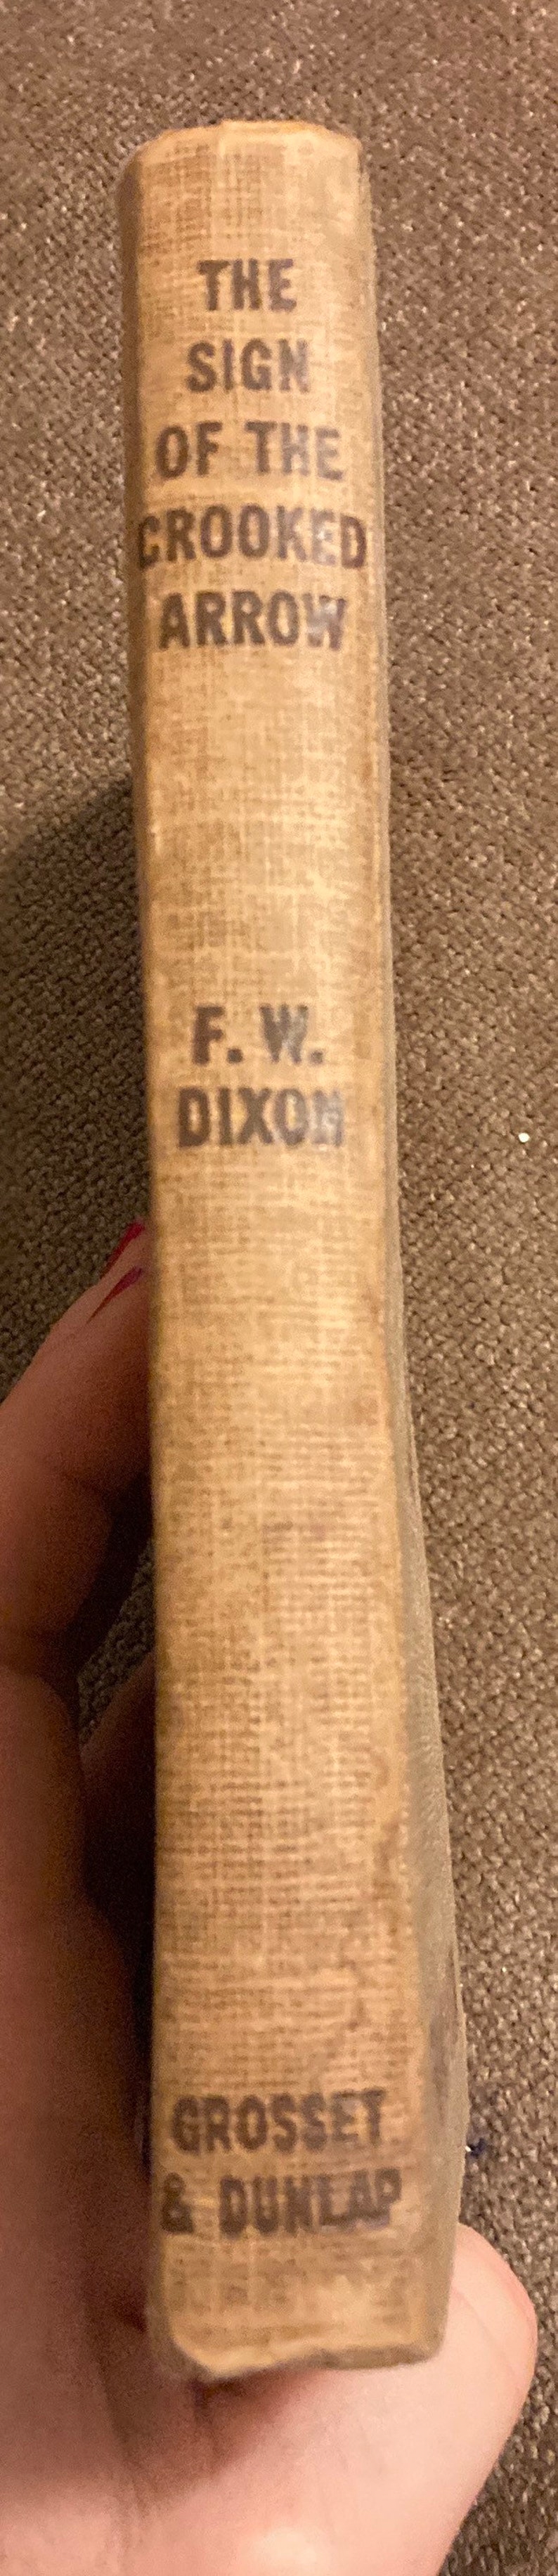 THE
SIGN
OF THE
CROOKED
ARROW
F. W.
DIXON
GROSSET
& DUNLAP